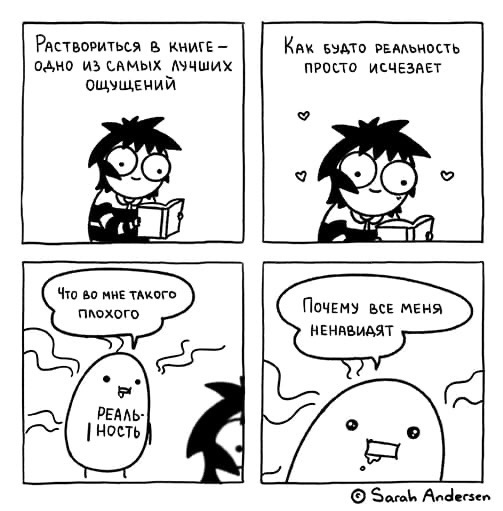 Раствориться в книге –
одно из самых лучших
ощущений
Как будто реальность
просто исчезает
Что во мне такого
плохого
Реаль-
ность
Почему все меня
ненавидят
© Sarah Andersen